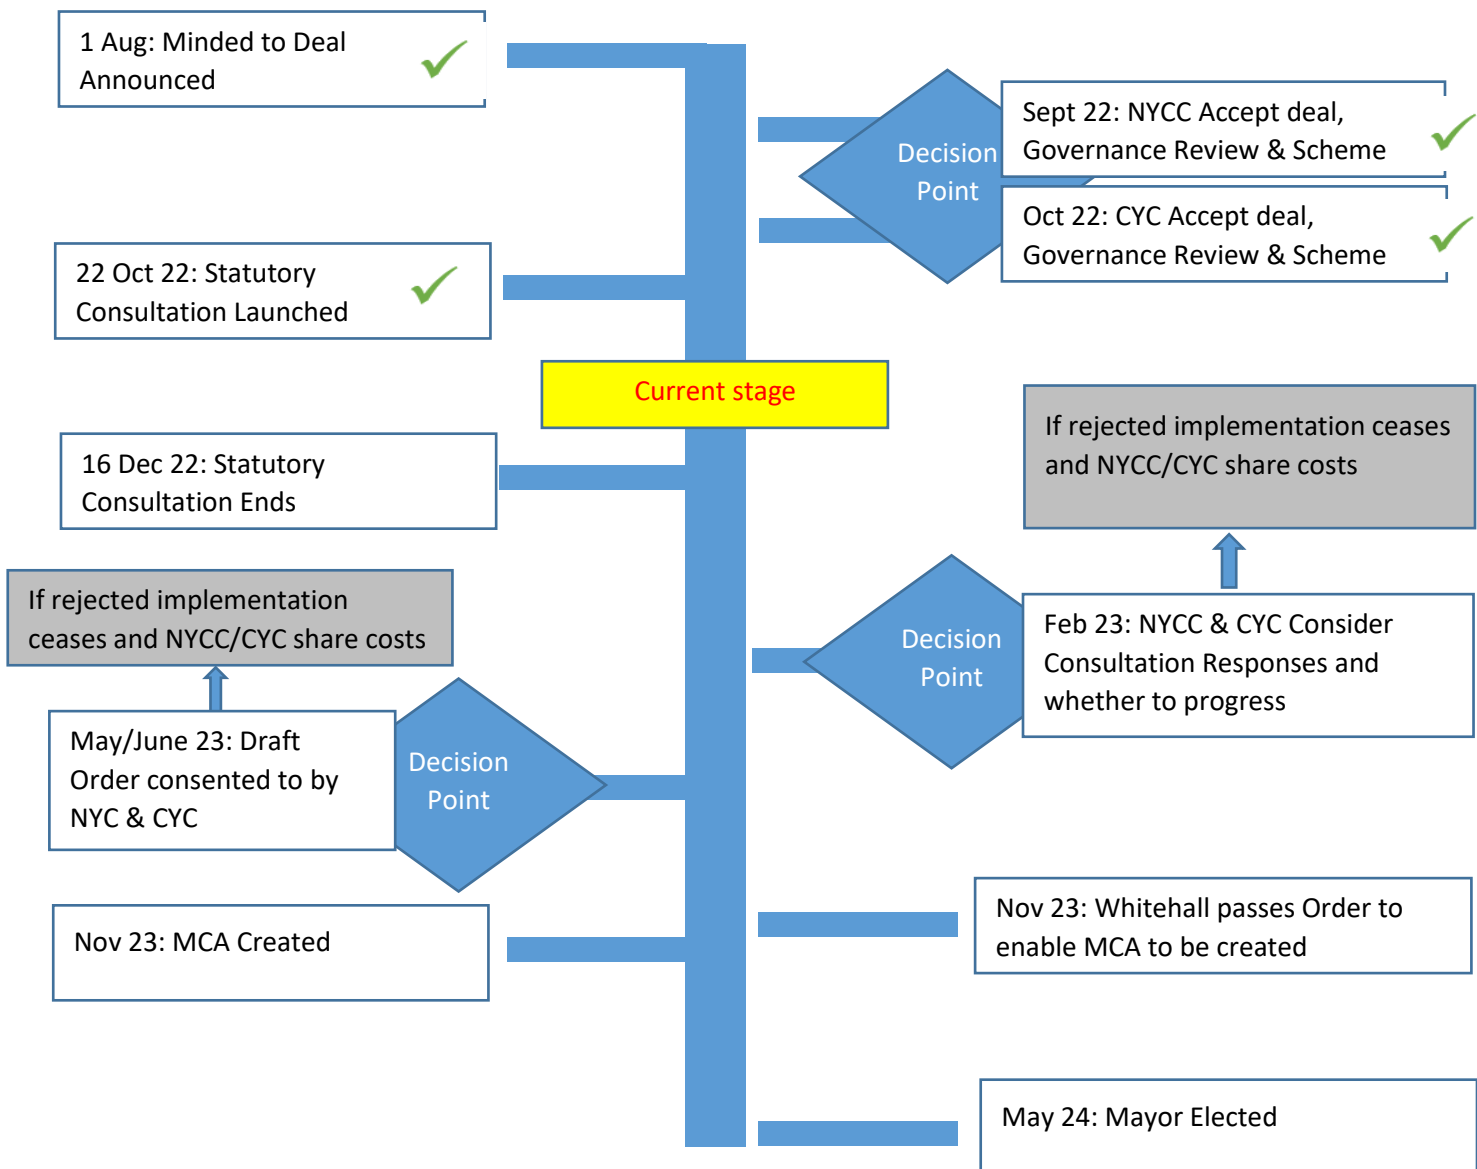 1 Aug: Minded to Deal
Announced
Decision
Point
Sept 22: NYCC Accept deal,
Governance Review & Scheme
Oct 22: CYC Accept deal,
Governance Review & Scheme
22 Oct 22: Statutory
Consultation Launched
Current stage
If rejected implementation ceases
and NYCC/CYC share costs
16 Dec 22: Statutory
Consultation Ends
If rejected implementation
ceases and NYCC/CYC share costs
Decision
Point
Feb 23: NYCC & CYC Consider
Consultation Responses and
whether to progress
May/June 23: Draft
Order consented to by
NYC & CYC
Decision
Point
Nov 23: Whitehall passes Order to
enable MCA to be created
Nov 23: MCA Created
May 24: Mayor Elected